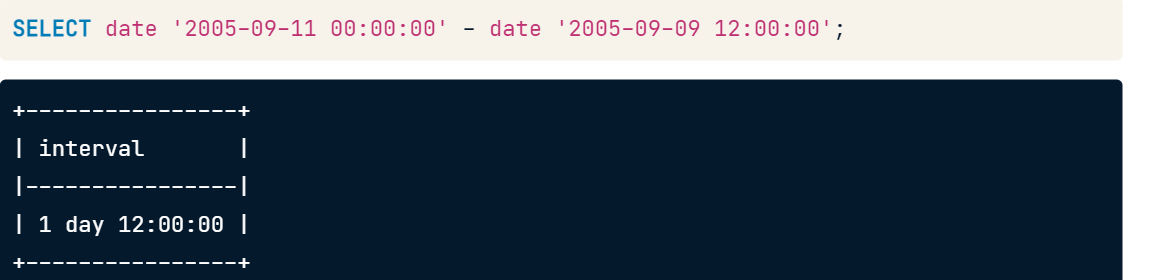 SELECT date '2005-09-11 00:00:00' - date '2005-09-09 12:00:00';
+----------------+
| interval       |
|----------------|
| 1 day 12:00:00 |
+----------------+